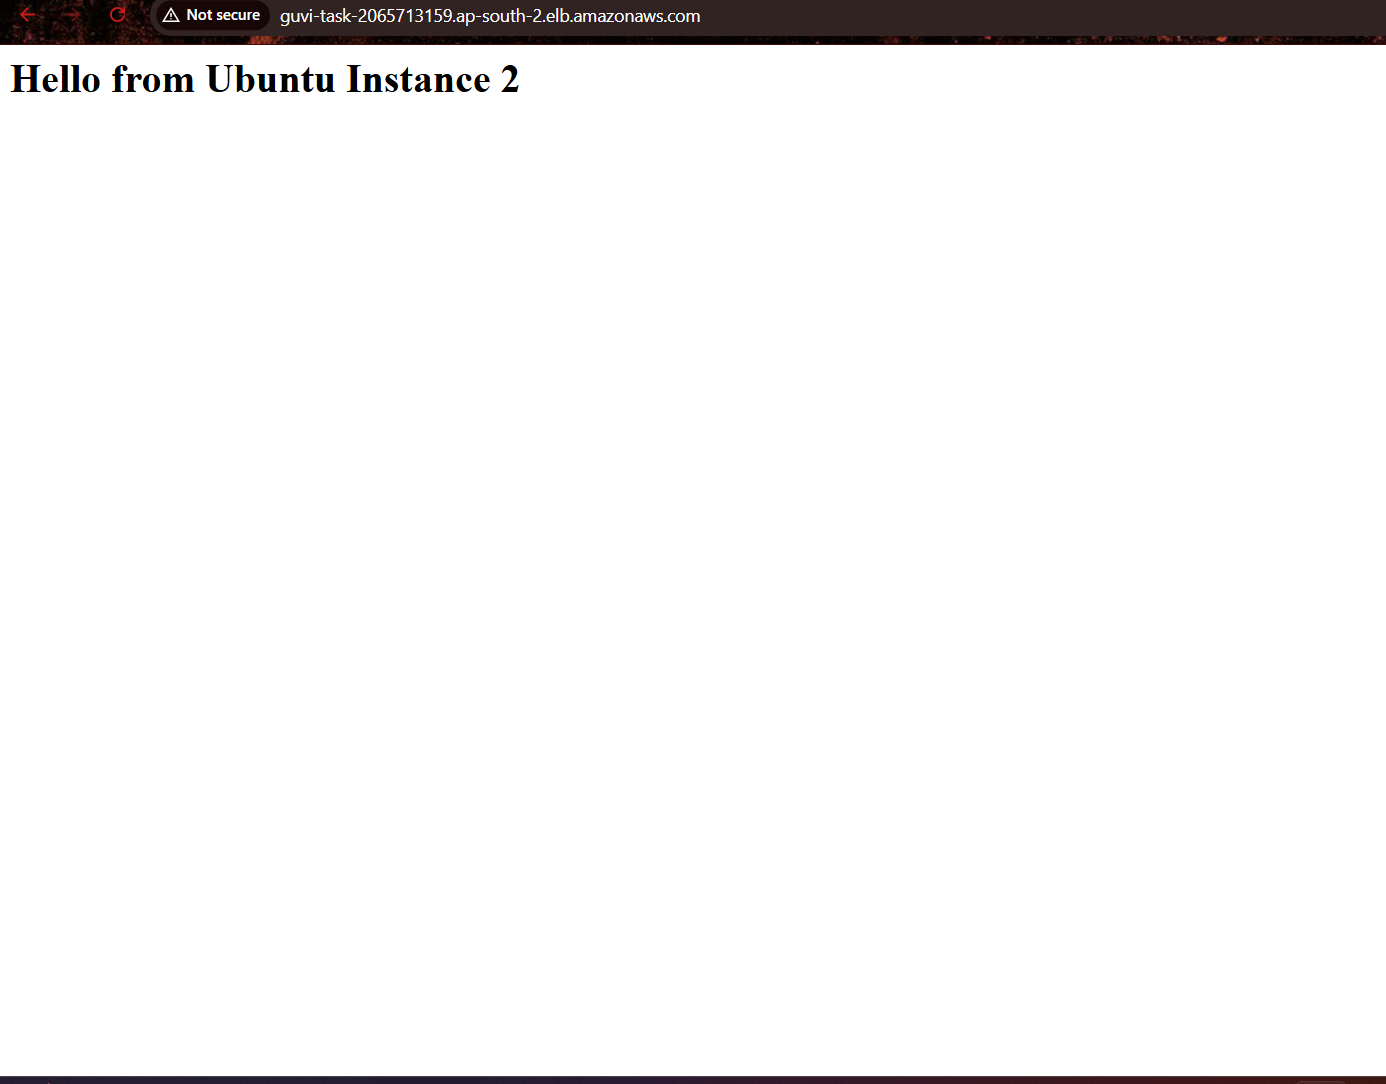 Not secure guvi-task-2065713159.ap-south-2.elb.amazonaws.com
Hello from Ubuntu Instance 2